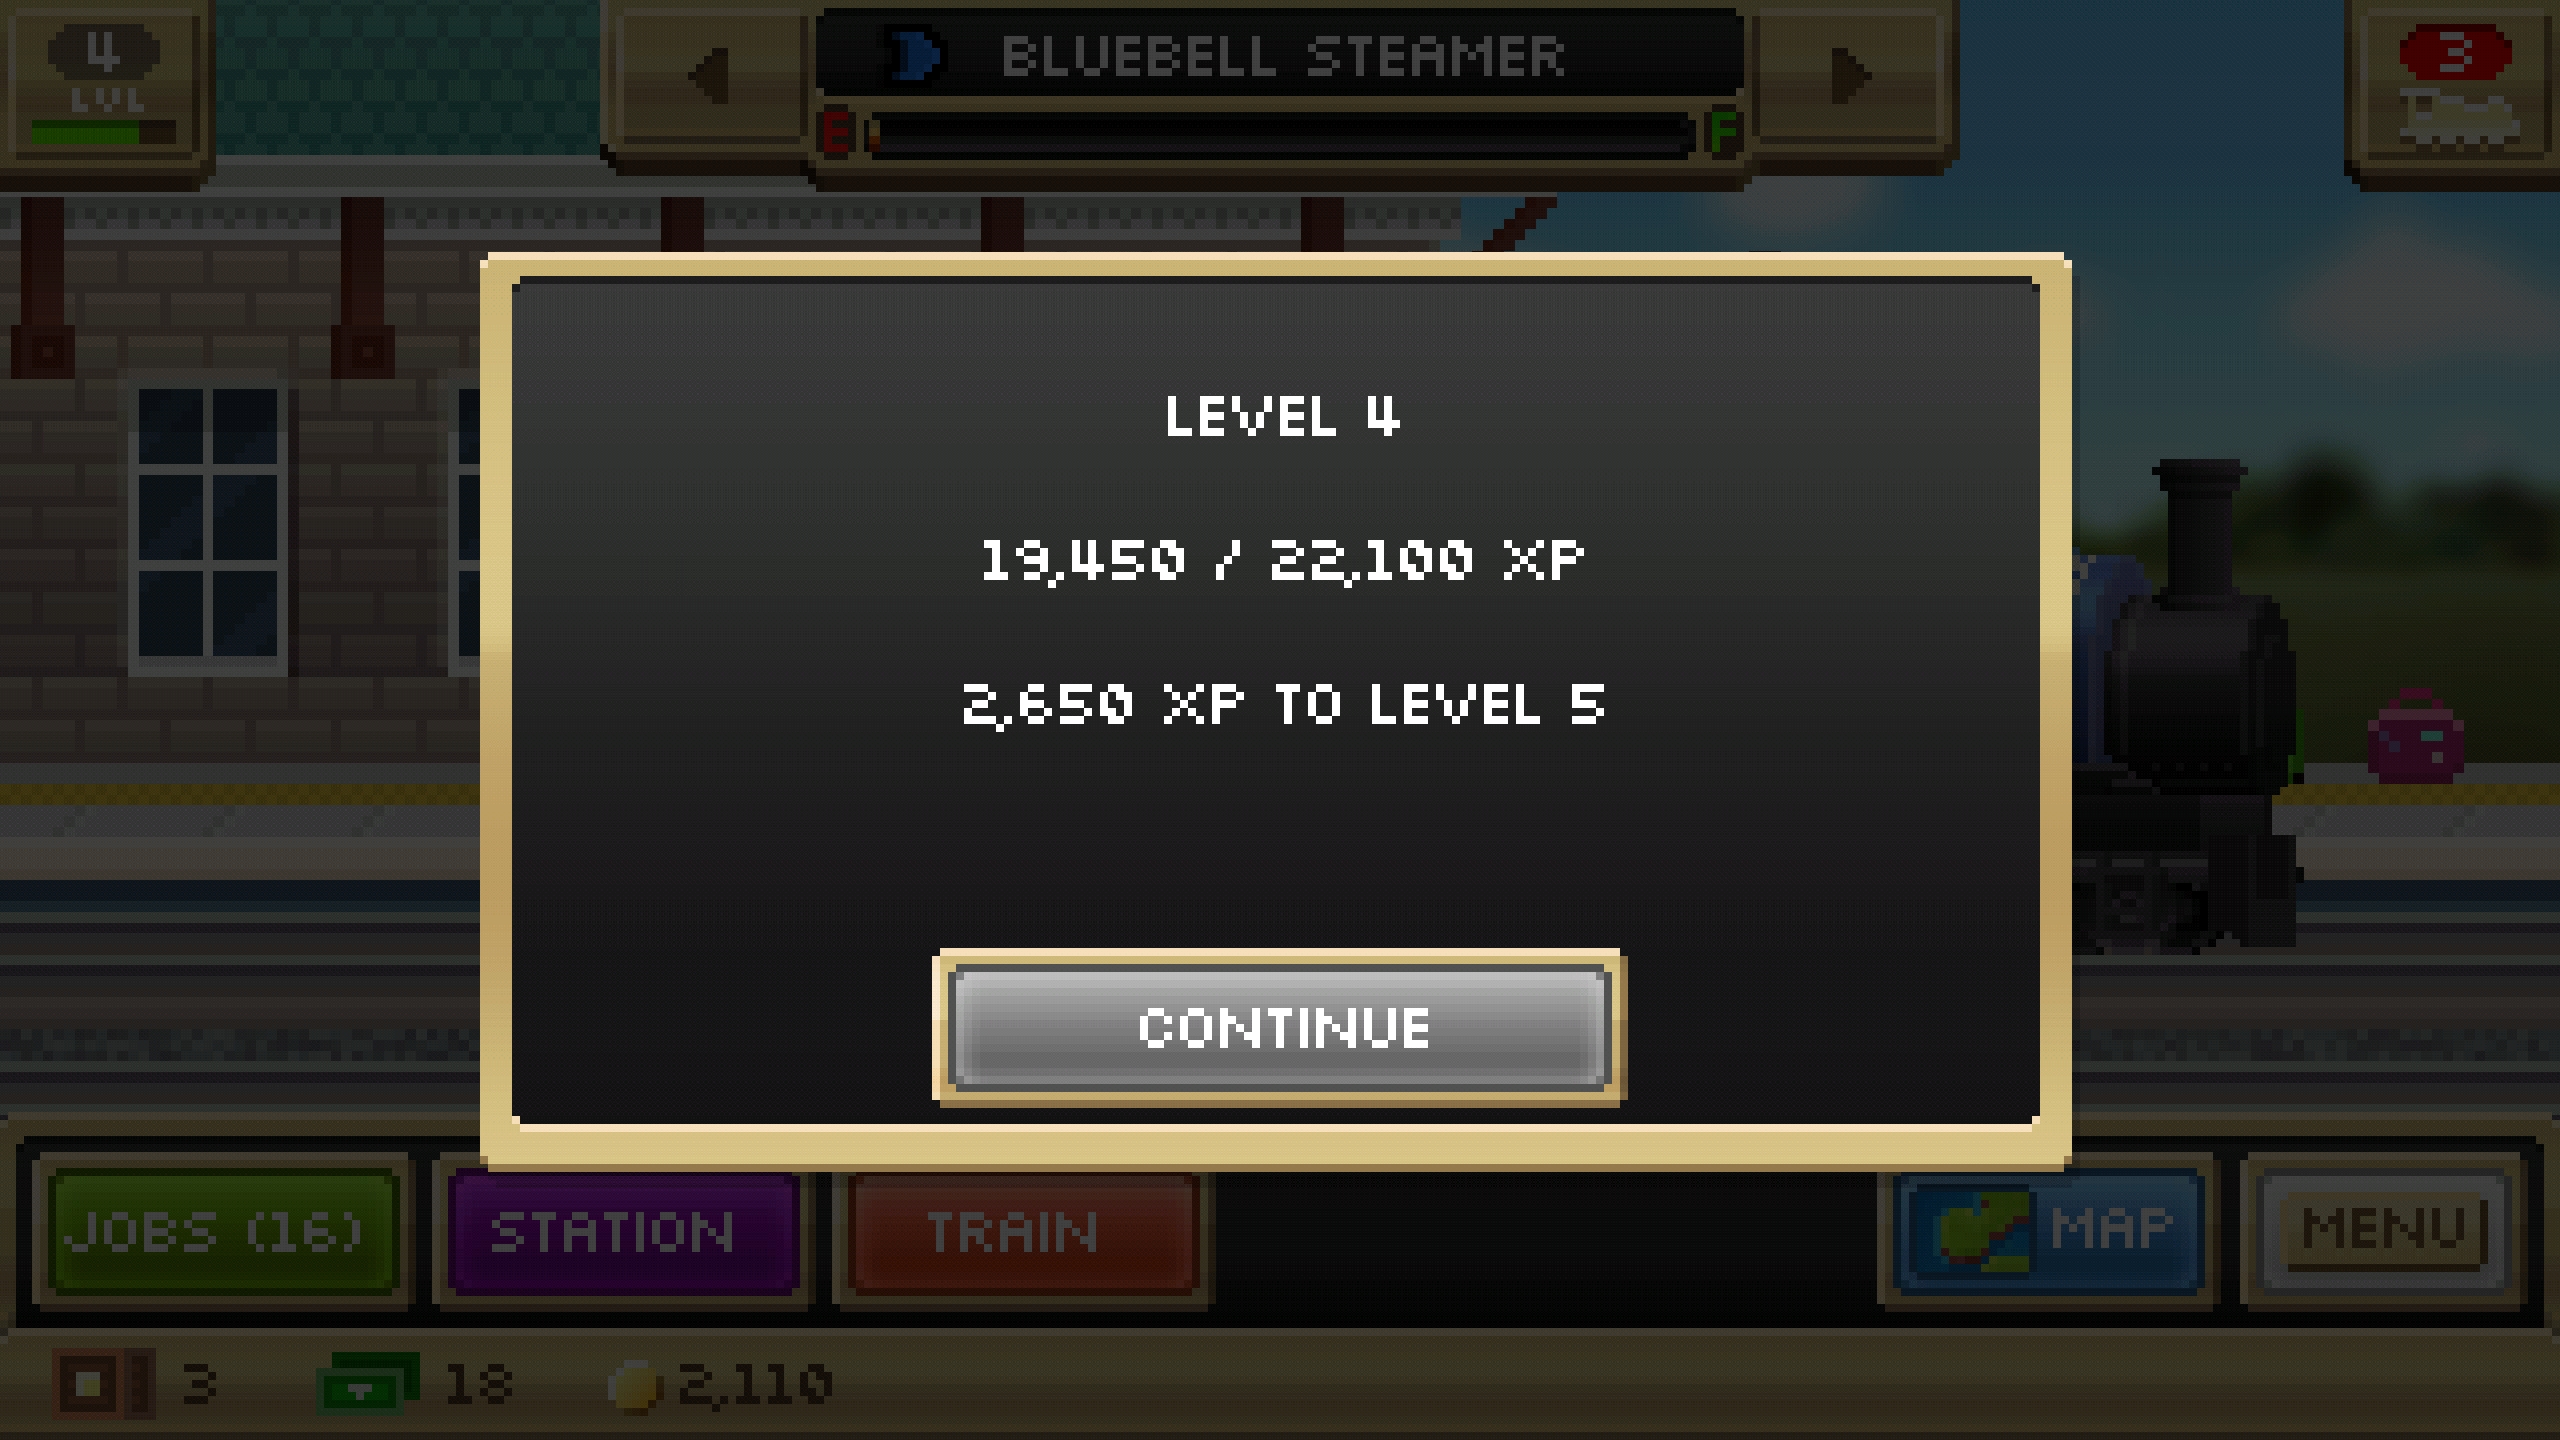 4
LVL
BLUEBELL STEAMER
E F
3
LEVEL 4
19,450 / 22,100 XP
2,650 XP TO LEVEL 5
CONTINUE
JOBS (16)
STATION
TRAIN
MAP
MENU
3
18
2,110